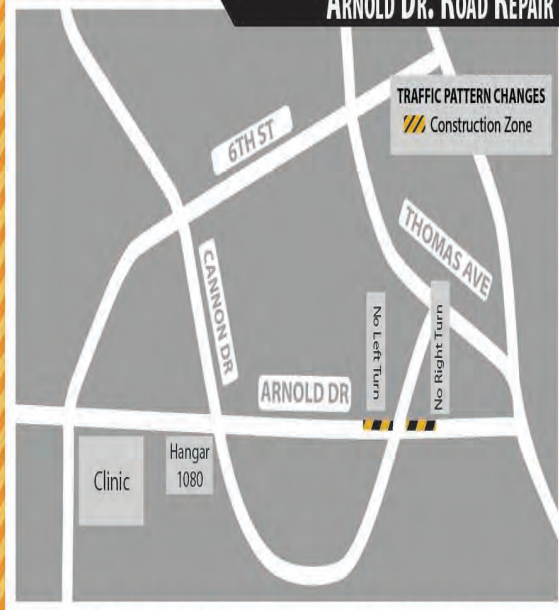 ARNOLD DR. ROAD REPAIR
TRAFFIC PATTERN CHANGES
Construction Zone
6TH ST
THOMAS AVE
CANNON DR
No Left Turn
No Right Turn
ARNOLD DR
Hangar
1080
Clinic